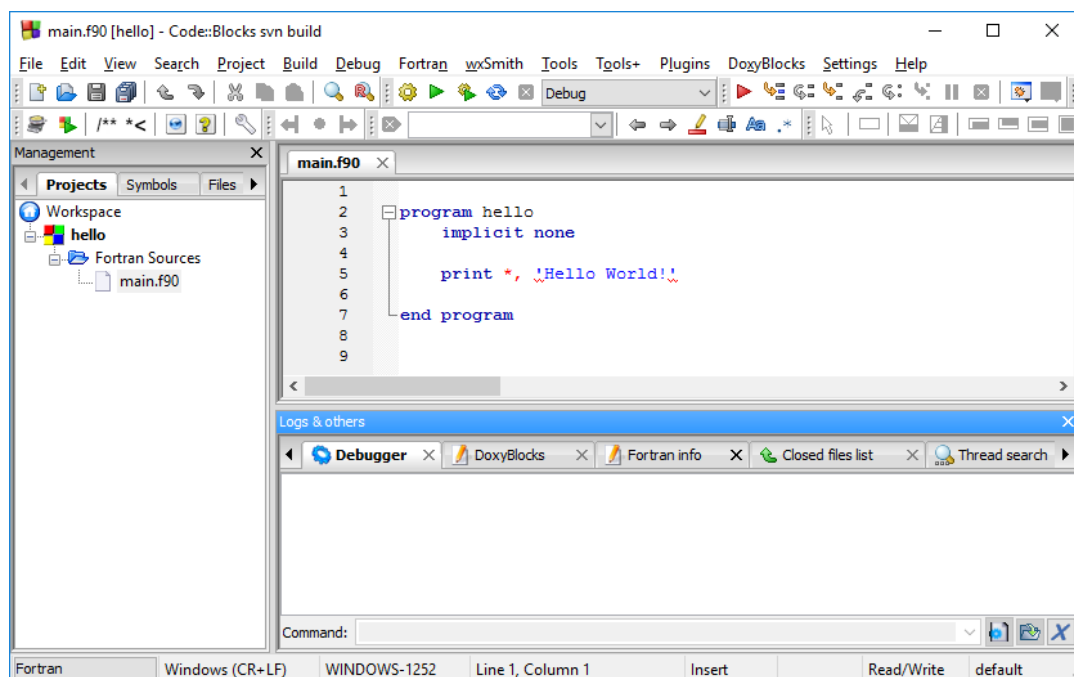 main.f90 [hello] - Code::Blocks svn build
File Edit View Search Project Build Debug Fortran wxSmith Tools Tools+ Plugins DoxyBlocks Settings Help
Debug
/** *<
Management
Projects Symbols Files
Workspace
hello
Fortran Sources
main.f90
main.f90
1
2 program hello
3     implicit none
4
5     print *, 'Hello World!'
6
7 end program
8
9
Logs & others
Debugger DoxyBlocks Fortran info Closed files list Thread search
Command:
Fortran Windows (CR+LF) WINDOWS-1252 Line 1, Column 1 Insert Read/Write default